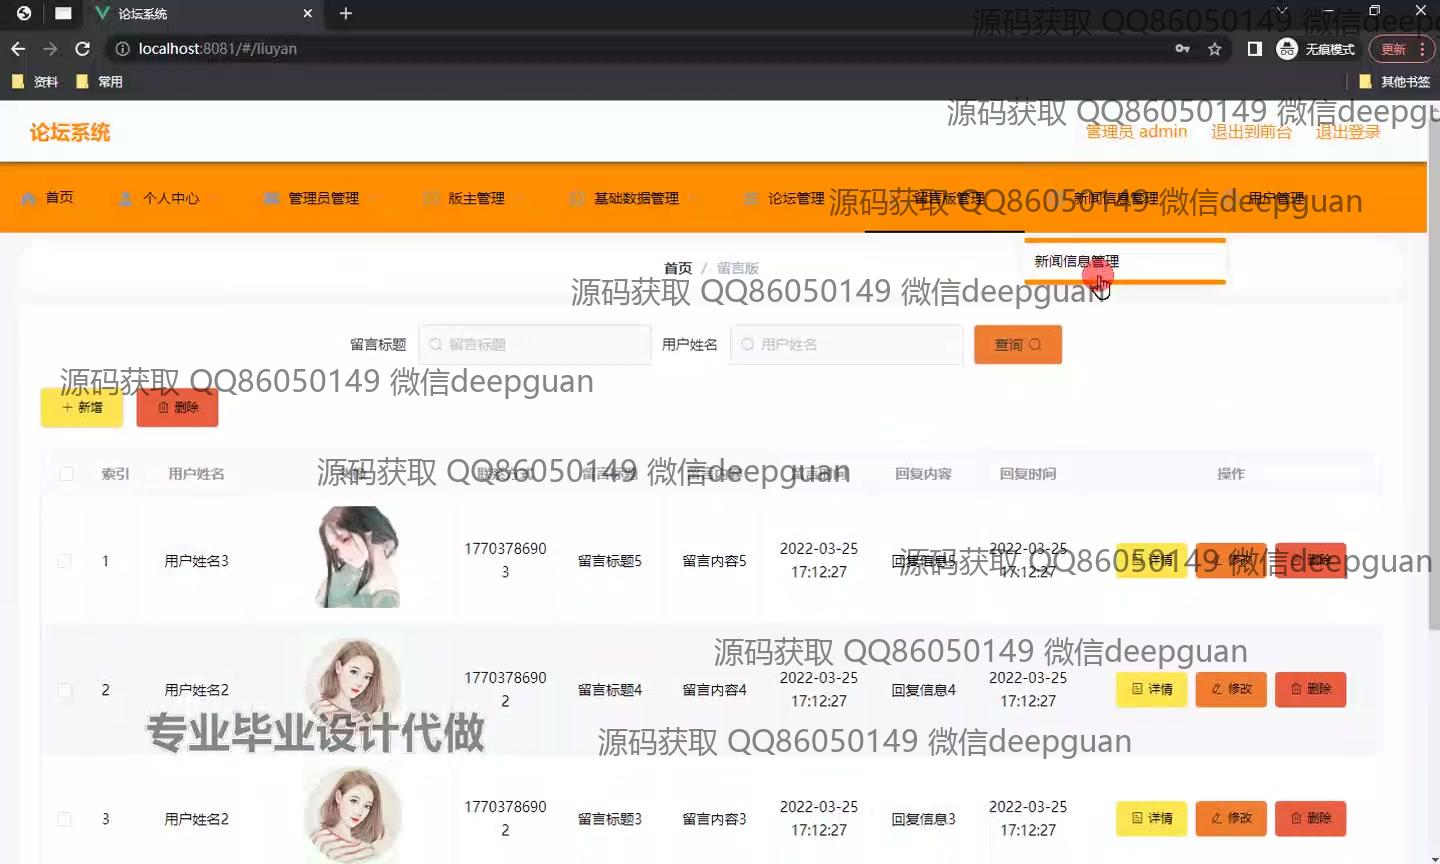 论坛系统
localhost:8081/#/liuyan
无痕模式
更新
资料
常用
其他书签
源码获取 QQ86050149 微信deepg
论坛系统
源码获取 QQ86050149 微信deepgu
管理员 admin
退出到前台
退出登录
首页
个人中心
管理员管理
版主管理
基础数据管理
论坛管理
留言版管理
新闻信息管理
用户管理
源码获取 QQ86050149 微信deepguan
新闻信息管理
首页 / 留言版
源码获取 QQ86050149 微信deepguan
留言标题 留言标题 用户姓名 用户姓名 查询
源码获取 QQ86050149 微信deepguan
+ 新增 删除
索引 用户姓名 联系方式 留言标题 留言内容 留言时间 回复内容 回复时间 操作
源码获取 QQ86050149 微信deepguan
1 用户姓名3 17703786903 留言标题5 留言内容5 2022-03-25 17:12:27 回复信息5 2022-03-25 17:12:27 详情 修改 删除
源码获取 QQ86050149 微信deepguan
源码获取 QQ86050149 微信deepguan
2 用户姓名2 17703786902 留言标题4 留言内容4 2022-03-25 17:12:27 回复信息4 2022-03-25 17:12:27 详情 修改 删除
专业毕业设计代做
源码获取 QQ86050149 微信deepguan
3 用户姓名2 17703786902 留言标题3 留言内容3 2022-03-25 17:12:27 回复信息3 2022-03-25 17:12:27 详情 修改 删除